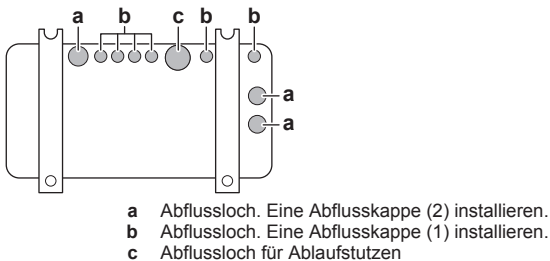 a b c b b
a
a
a Abflussloch. Eine Abflusskappe (2) installieren.
b Abflussloch. Eine Abflusskappe (1) installieren.
c Abflussloch für Ablaufstutzen